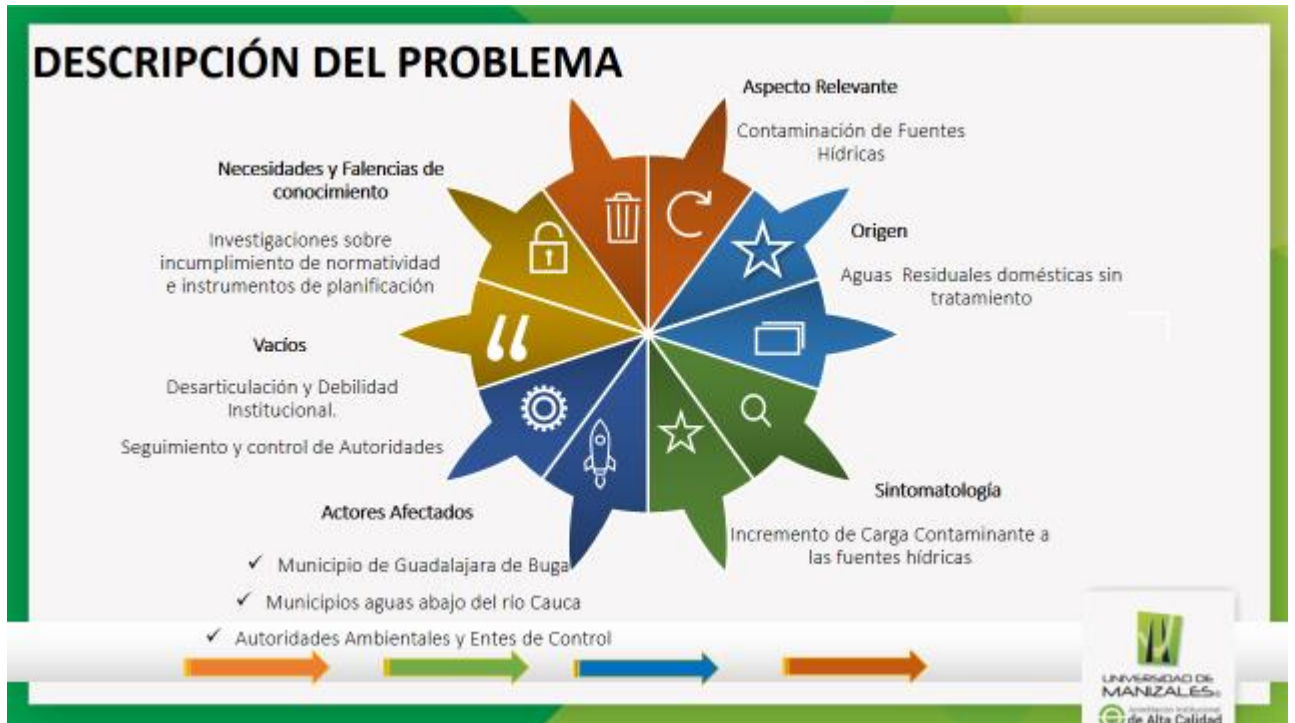 DESCRIPCIÓN DEL PROBLEMA
Aspecto Relevante
Contaminación de Fuentes
Hídricas
Origen
Aguas Residuales domésticas sin
tratamiento
Sintomatología
Incremento de Carga Contaminante a
las fuentes hídricas
Necesidades y Falencias de
conocimiento
Investigaciones sobre
incumplimiento de normatividad
e instrumentos de planificación
Vacíos
Desarticulación y Debilidad
Institucional.
Seguimiento y control de Autoridades
Actores Afectados
✓ Municipio de Guadalajara de Buga
✓ Municipios aguas abajo del río Cauca
✓ Autoridades Ambientales y Entes de Control
UNIVERSIDAD DE
MANIZALES
Acreditación Institucional
de Alta Calidad